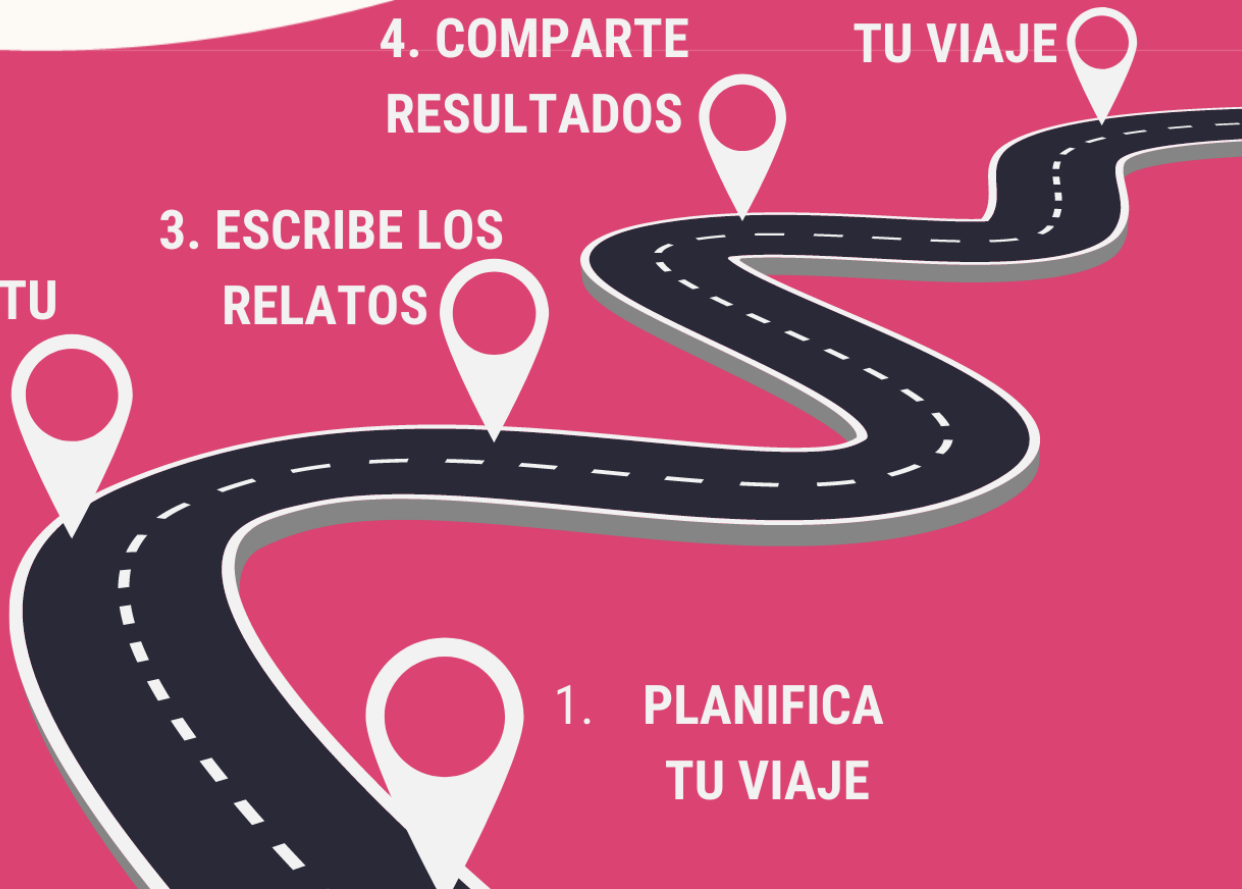 4. COMPARTE
RESULTADOS
TU VIAJE
3. ESCRIBE LOS
RELATOS
TU
1. PLANIFICA
TU VIAJE